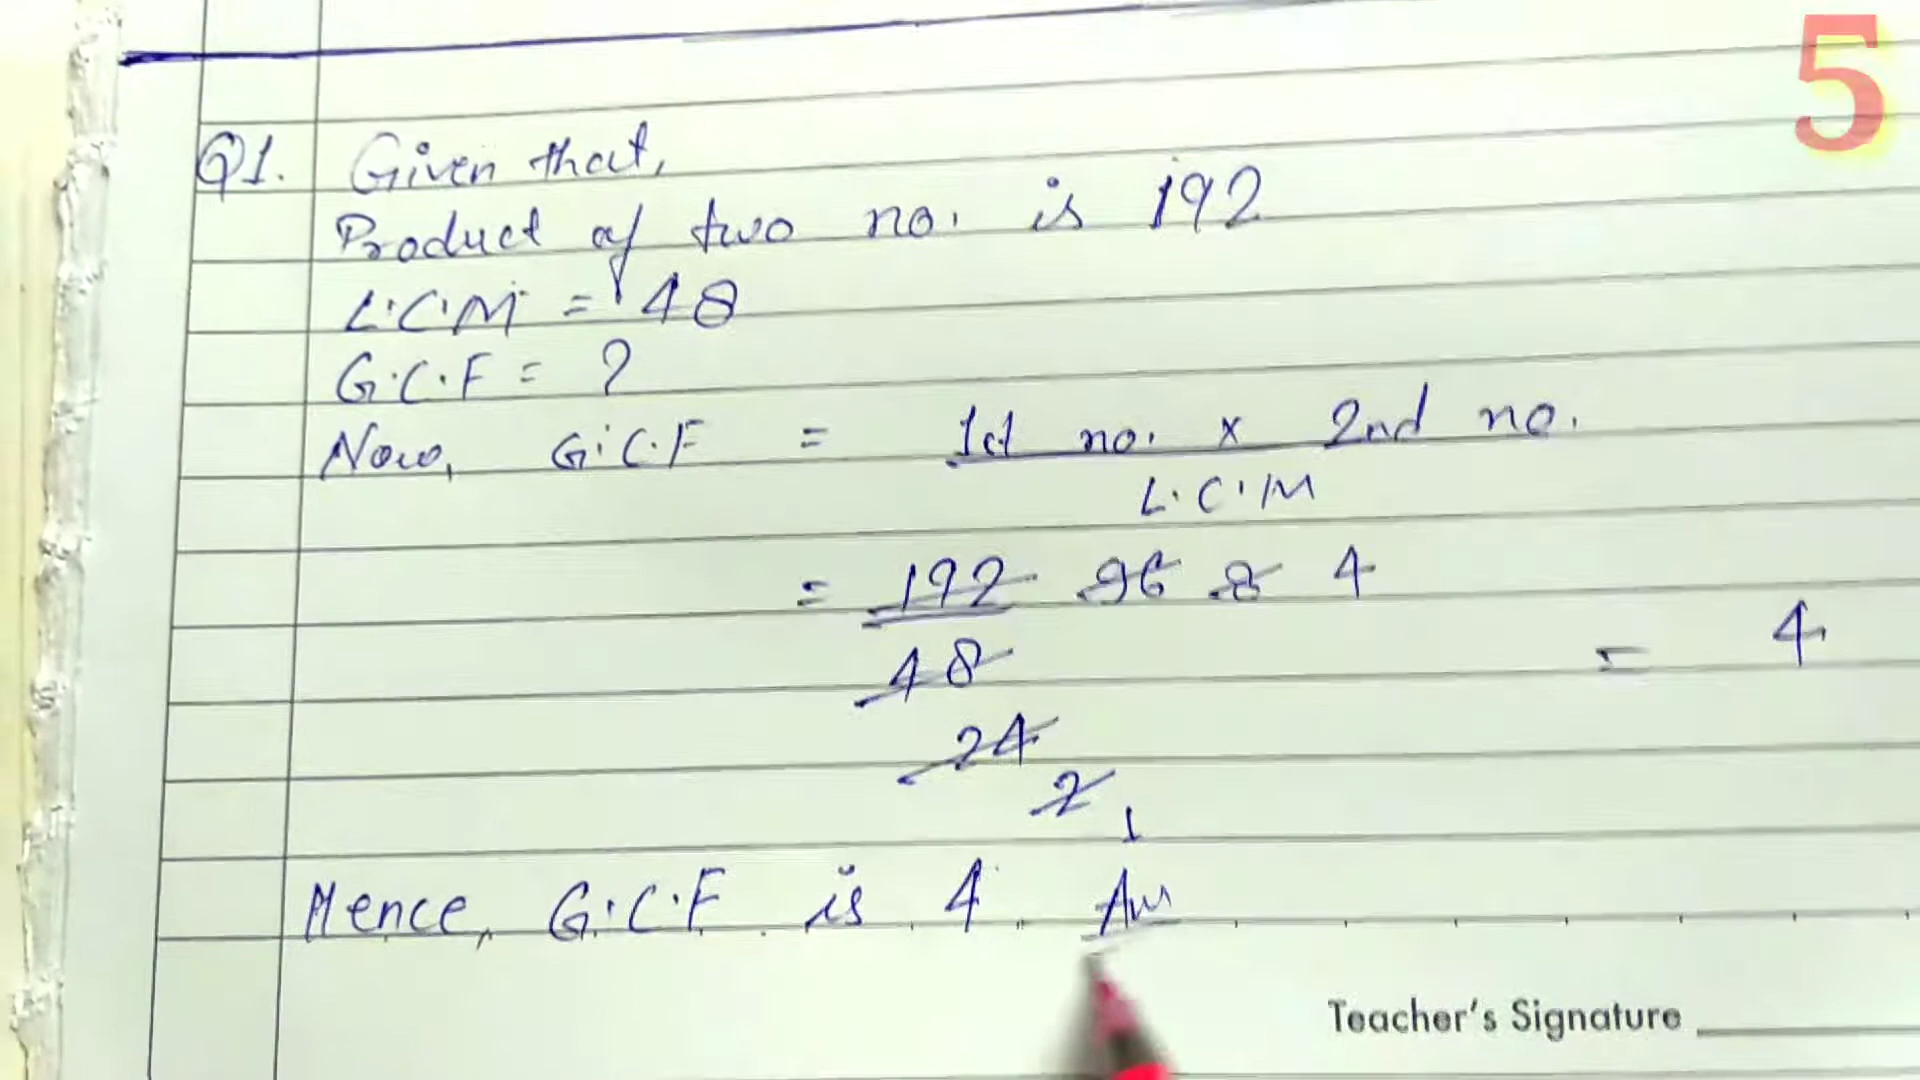 5
Q1. Given that,
Product of two no. is 192
L.C.M = 48
G.C.F = ?
Now, G.C.F = 1st no. x 2nd no.
L.C.M
= 192 96 8 4
= 4
48
24
2
1
Hence, G.C.F is 4. Ans
Teacher's Signature